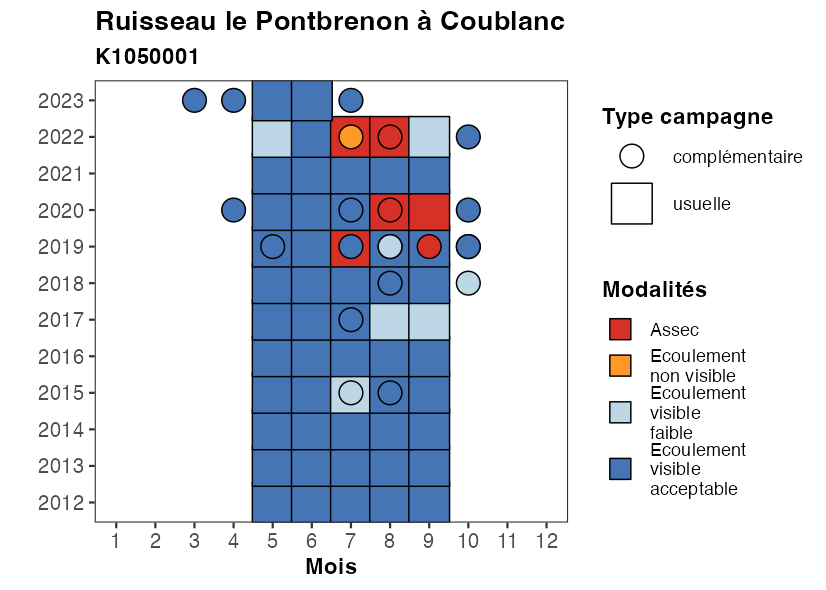 Ruisseau le Pontbrenon à Coublanc
K1050001
2023
2022
2021
2020
2019
2018
2017
2016
2015
2014
2013
2012
1 2 3 4 5 6 7 8 9 10 11 12
Mois
Type campagne
complémentaire
usuelle
Modalités
Assec
Ecoulement
non visible
Ecoulement
visible
faible
Ecoulement
visible
acceptable